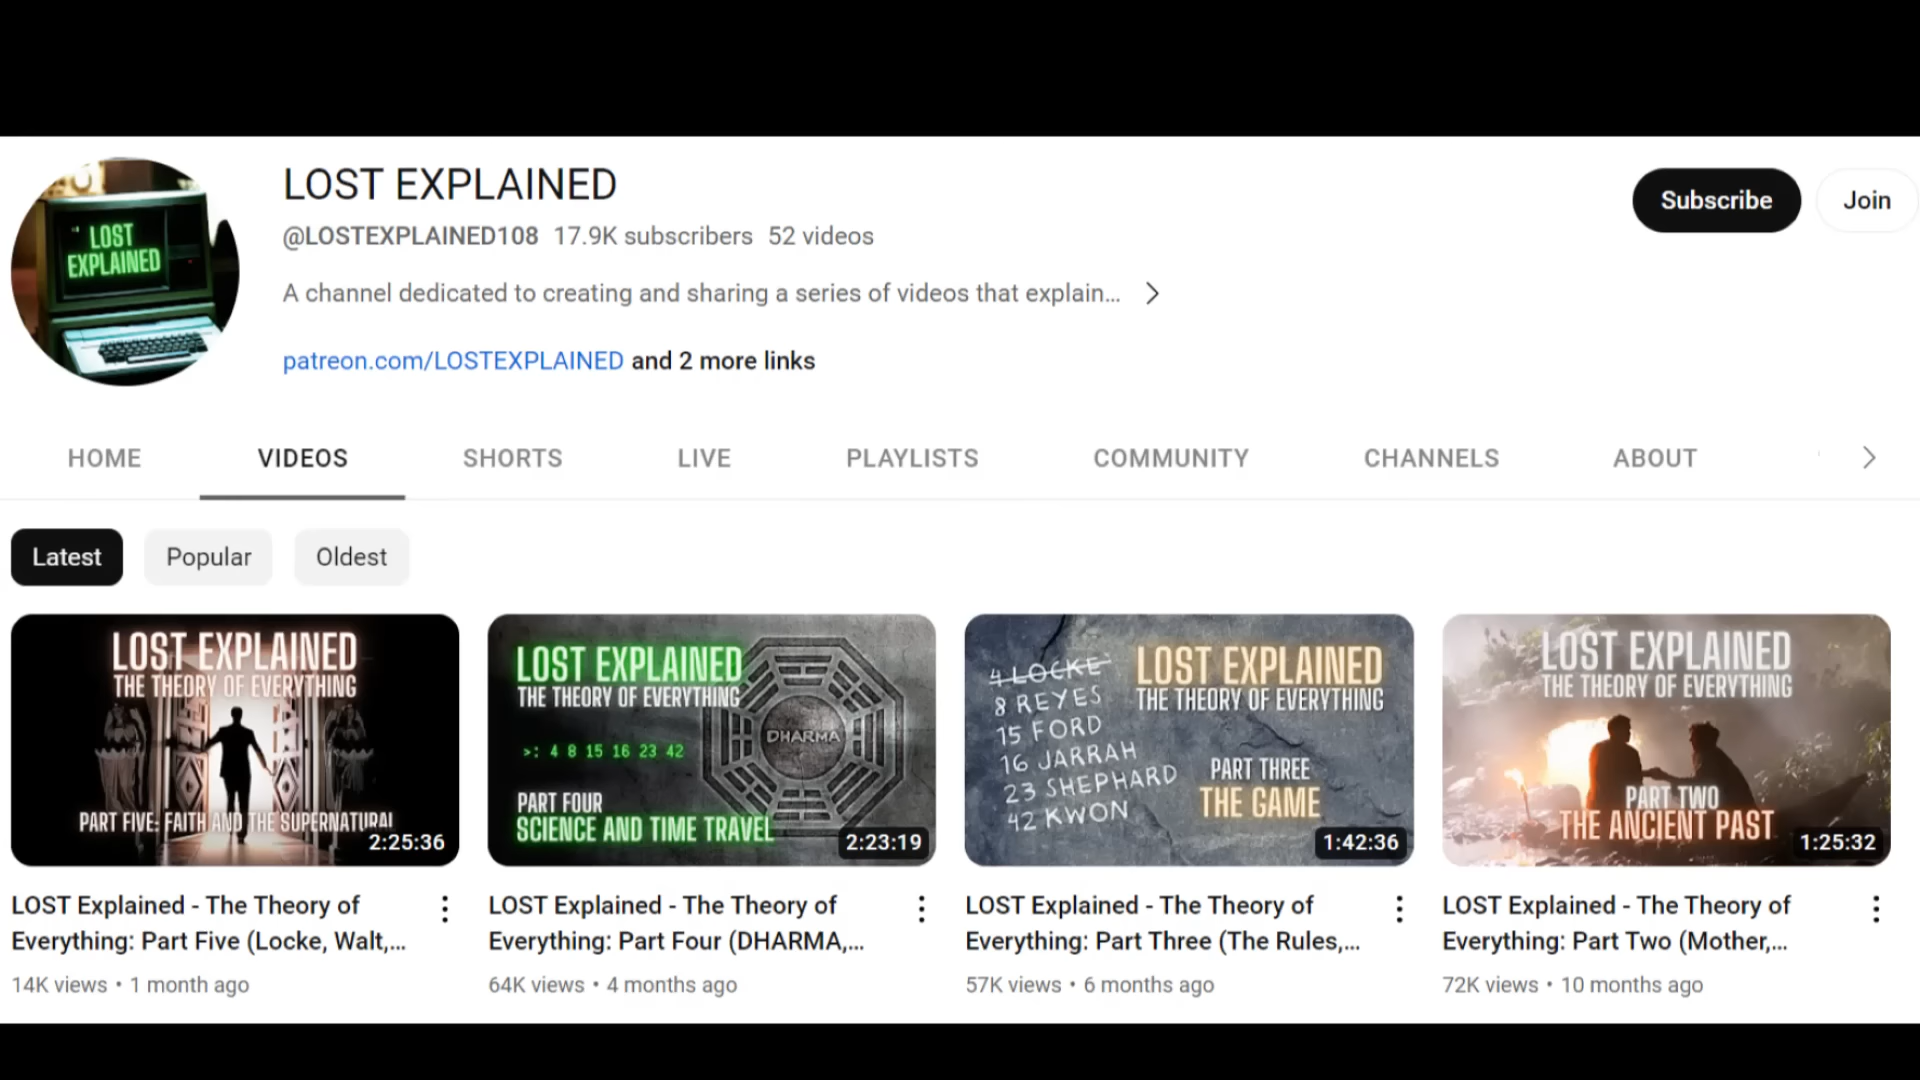 LOST
EXPLAINED
LOST EXPLAINED
@LOSTEXPLAINED108 17.9K subscribers 52 videos
A channel dedicated to creating and sharing a series of videos that explain...
patreon.com/LOSTEXPLAINED and 2 more links
Subscribe
Join
HOME VIDEOS SHORTS LIVE PLAYLISTS COMMUNITY CHANNELS ABOUT
Latest Popular Oldest
LOST EXPLAINED
THE THEORY OF EVERYTHING
PART FIVE: FAITH AND THE SUPERNATURAL
2:25:36
LOST Explained - The Theory of
Everything: Part Five (Locke, Walt,...
14K views • 1 month ago
LOST EXPLAINED
THE THEORY OF EVERYTHING
DHARMA
>: 4 8 15 16 23 42
PART FOUR
SCIENCE AND TIME TRAVEL
2:23:19
LOST Explained - The Theory of
Everything: Part Four (DHARMA,...
64K views • 4 months ago
4 LOCKE
8 REYES
15 FORD
16 JARRAH
23 SHEPHARD
42 KWON
LOST EXPLAINED
THE THEORY OF EVERYTHING
PART THREE
THE GAME
1:42:36
LOST Explained - The Theory of
Everything: Part Three (The Rules,...
57K views • 6 months ago
LOST EXPLAINED
THE THEORY OF EVERYTHING
PART TWO
THE ANCIENT PAST
1:25:32
LOST Explained - The Theory of
Everything: Part Two (Mother,...
72K views • 10 months ago